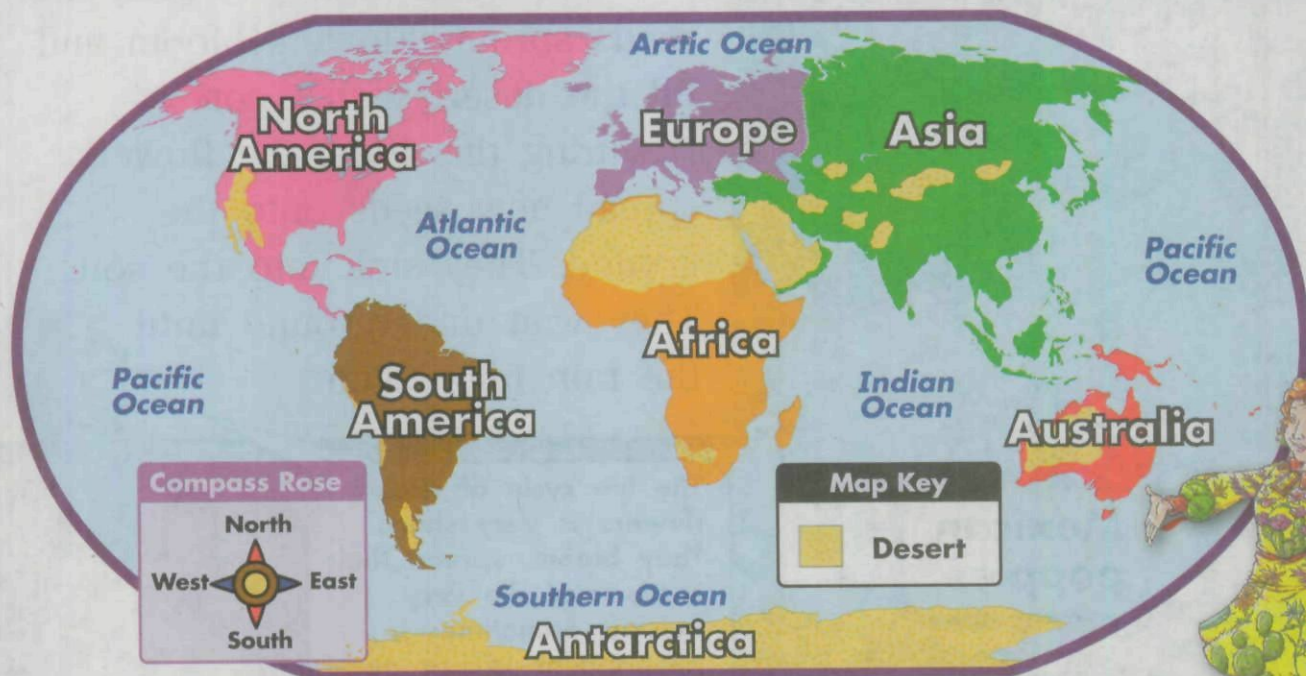 Arctic Ocean
North
America
Europe
Asia
Atlantic
Ocean
Pacific
Ocean
Africa
Pacific
Ocean
South
America
Indian
Ocean
Australia
Compass Rose
North
West
East
South
Map Key
Desert
Southern Ocean
Antarctica